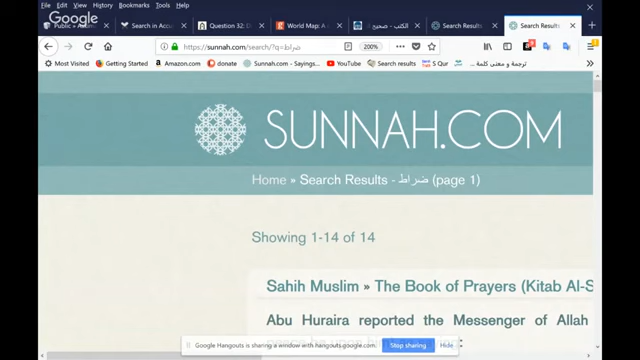 File Edit View History Bookmarks Tools Help
Google
Search in
Question 32: D
World Map: A
الكتب - صحيح
Search Results
Search Results
https://sunnah.com/search/?q=ضراط
200%
Most Visited Getting Started Amazon.com donate Sunnah.com - Sayings... YouTube Search results S Qur ترجمة و معنى كلمة ...
SUNNAH.COM
Home » Search Results - ضراط (page 1)
Showing 1-14 of 14
Sahih Muslim » The Book of Prayers (Kitab Al-S
Abu Huraira reported the Messenger of Allah
Google Hangouts is sharing a window with hangouts.google.com. Stop sharing Hide